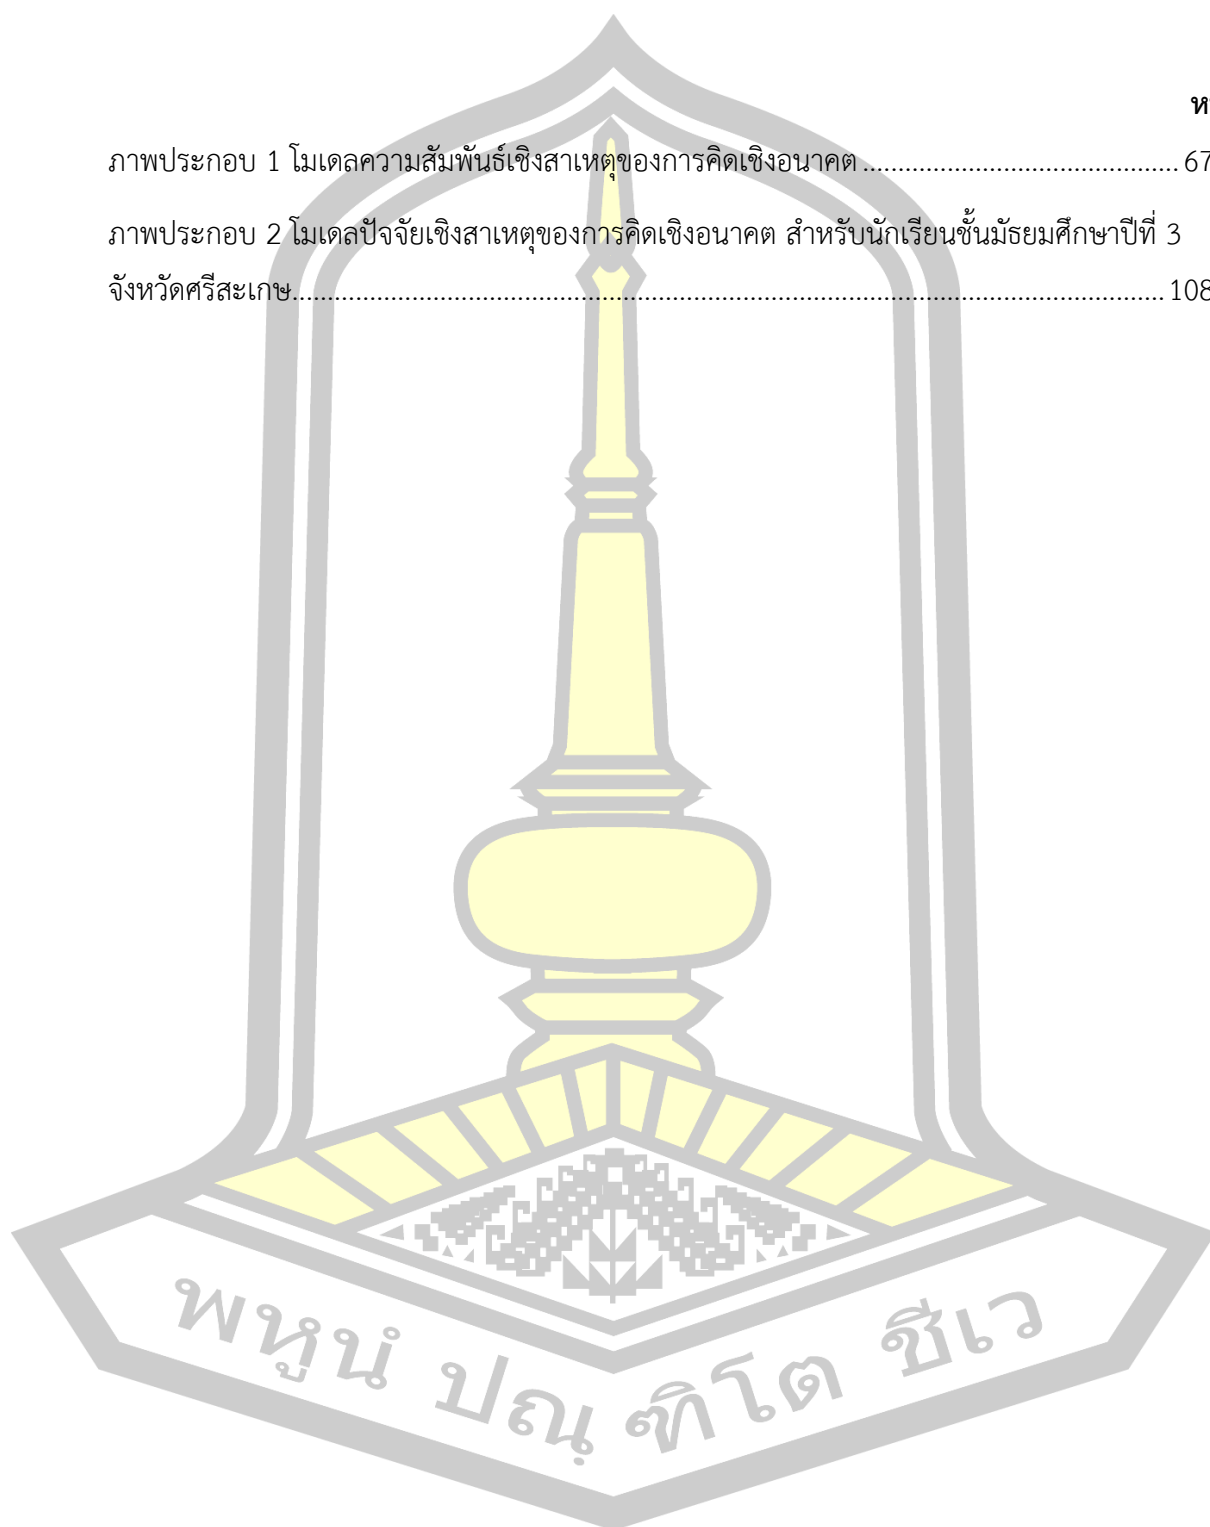 ภาพประกอบ 1 โมเดลความสัมพันธ์เชิงสาเหตุของการคิดเชิงอนาคต ............................................. 67
ภาพประกอบ 2 โมเดลปัจจัยเชิงสาเหตุของการคิดเชิงอนาคต สำหรับนักเรียนชั้นมัธยมศึกษาปีที่ 3
จังหวัดศรีสะเกษ............................................................................................................................ 108
พหูนํ ปณฺฑิโต ชีเว